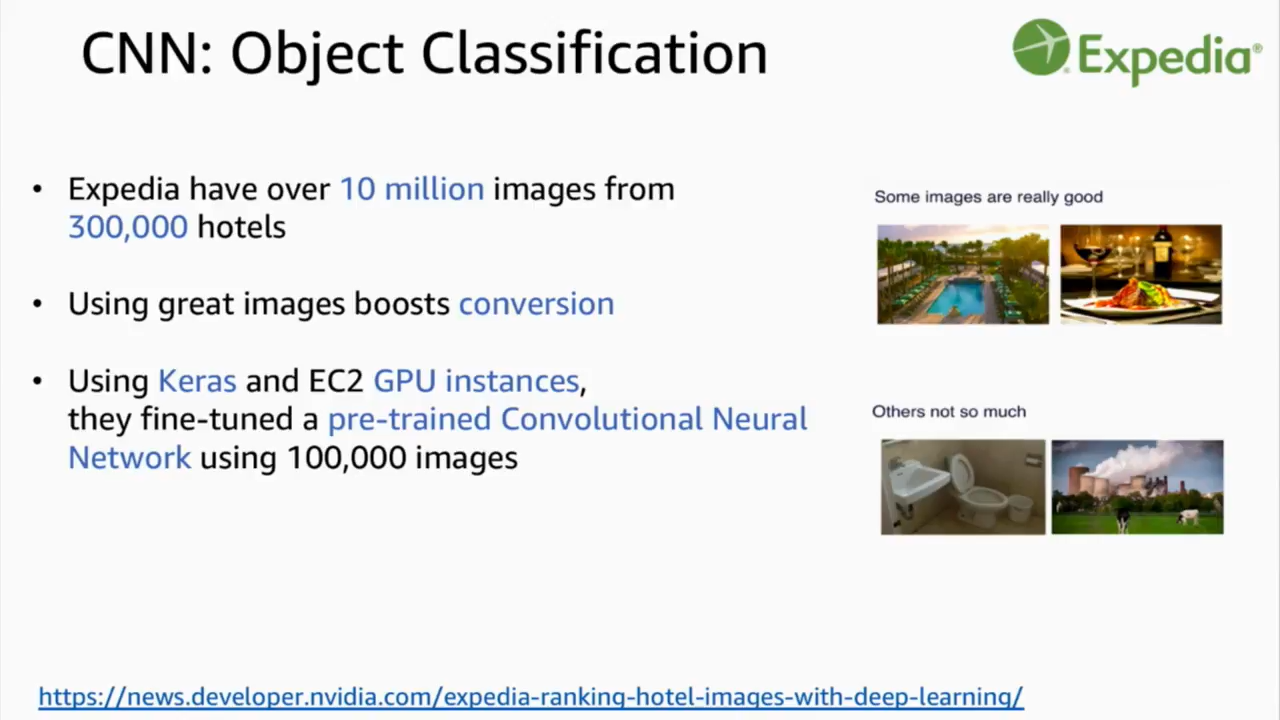 CNN: Object Classification
Expedia®
• Expedia have over 10 million images from
300,000 hotels
• Using great images boosts conversion
• Using Keras and EC2 GPU instances,
they fine-tuned a pre-trained Convolutional Neural
Network using 100,000 images
Some images are really good
Others not so much
https://news.developer.nvidia.com/expedia-ranking-hotel-images-with-deep-learning/